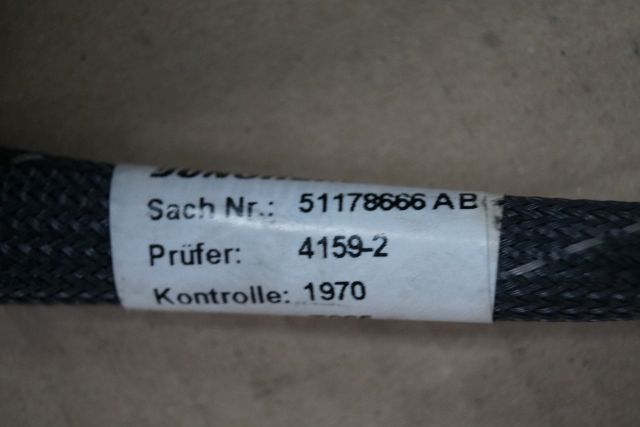 Sach Nr.: 51178666 AB
Prüfer: 4159-2
Kontrolle: 1970